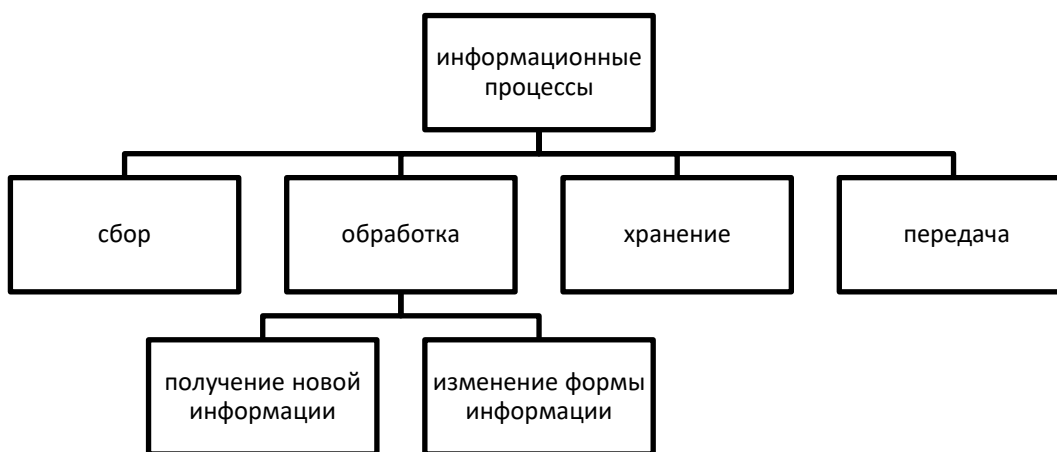 информационные
процессы
сбор
обработка
хранение
передача
получение новой
информации
изменение формы
информации